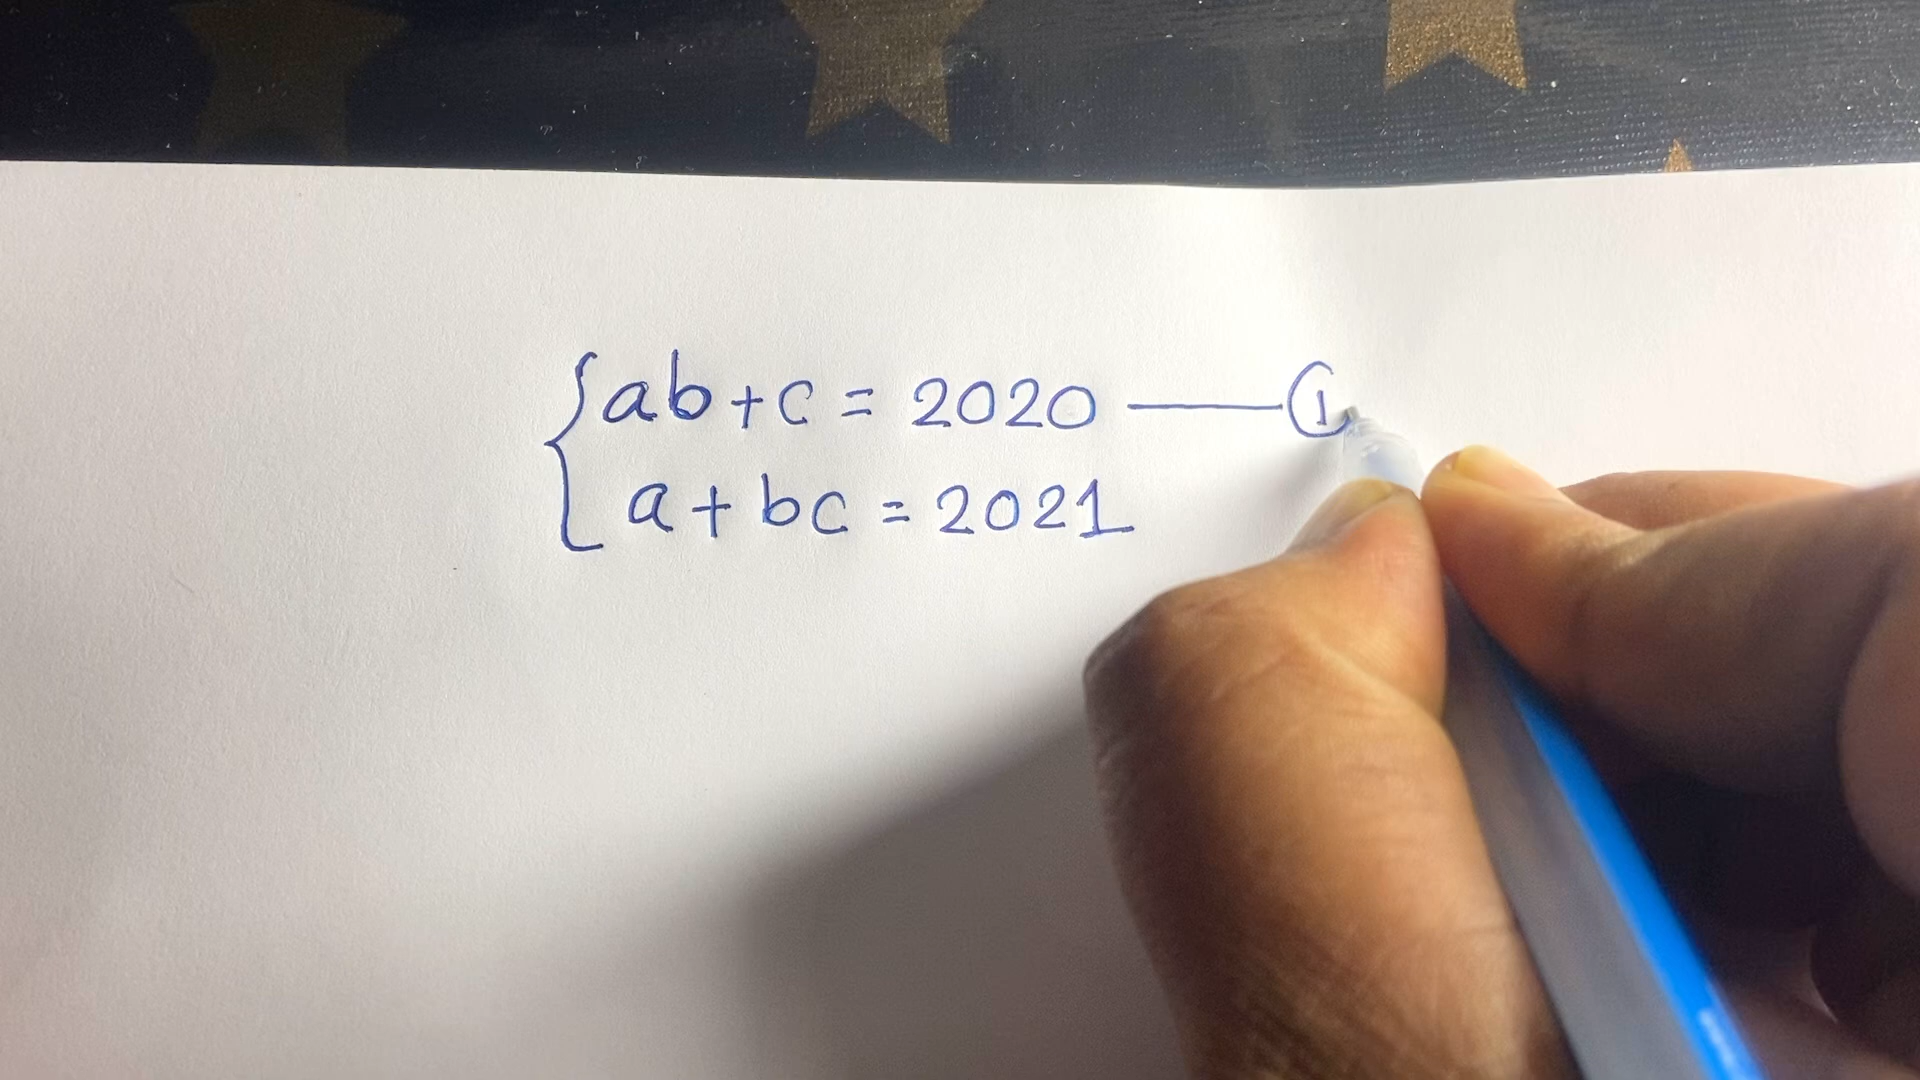 ab+c = 2020 —— ①
a + bc = 2021